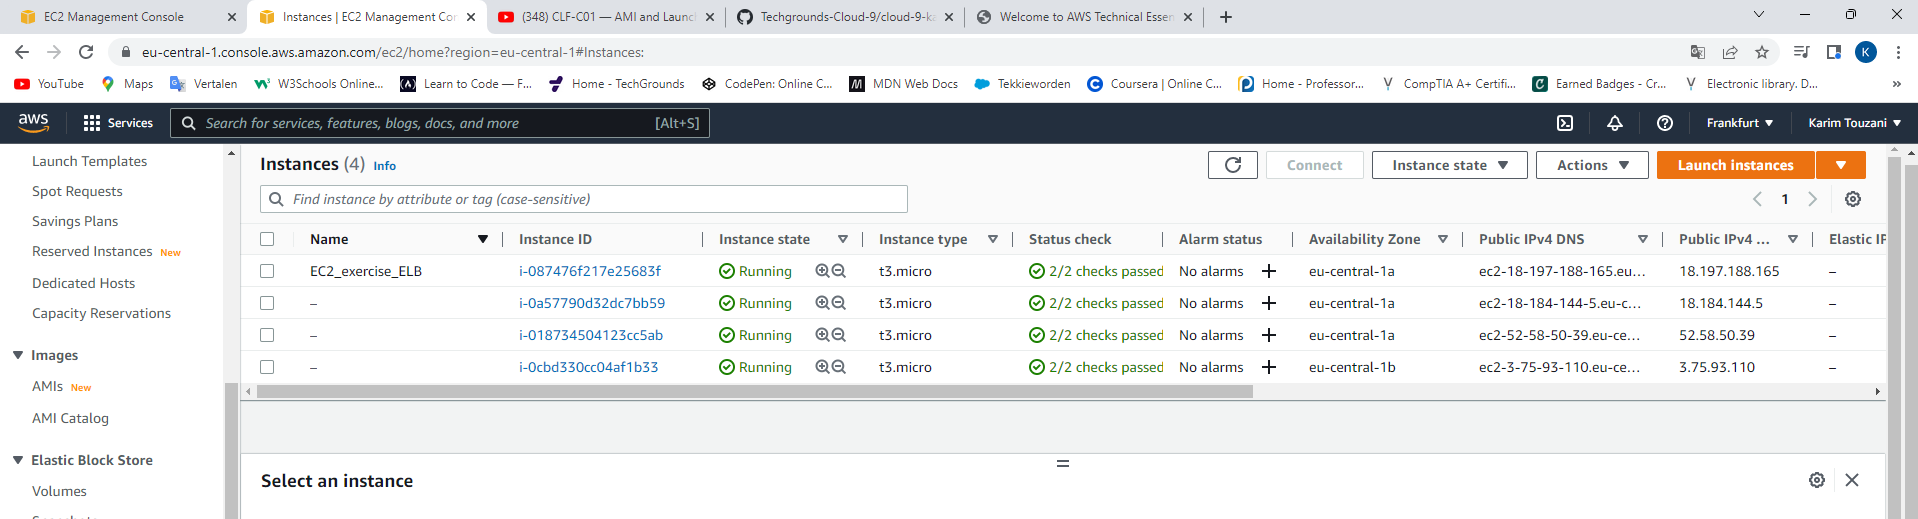 EC2 Management Console
Instances | EC2 Management Con
(348) CLF-C01 — AMI and Launc
Techgrounds-Cloud-9/cloud-9-ka
Welcome to AWS Technical Essen
eu-central-1.console.aws.amazon.com/ec2/home?region=eu-central-1#Instances:
K
YouTube
Maps
Vertalen
W3Schools Online...
Learn to Code — F...
Home - TechGrounds
CodePen: Online C...
MDN Web Docs
Tekkieworden
Coursera | Online C...
Home - Professor...
CompTIA A+ Certifi...
Earned Badges - Cr...
Electronic library. D...
aws
Services
Search for services, features, blogs, docs, and more [Alt+S]
Frankfurt
Karim Touzani
Launch Templates
Spot Requests
Savings Plans
Reserved Instances New
Dedicated Hosts
Capacity Reservations
Images
AMIs New
AMI Catalog
Elastic Block Store
Volumes
Snapshots
Instances (4) Info
Connect
Instance state
Actions
Launch instances
Find instance by attribute or tag (case-sensitive)
1
Name Instance ID Instance state Instance type Status check Alarm status Availability Zone Public IPv4 DNS Public IPv4 ... Elastic IP
EC2_exercise_ELB i-087476f217e25683f Running t3.micro 2/2 checks passed No alarms + eu-central-1a ec2-18-197-188-165.eu... 18.197.188.165 –
– i-0a57790d32dc7bb59 Running t3.micro 2/2 checks passed No alarms + eu-central-1a ec2-18-184-144-5.eu-c... 18.184.144.5 –
– i-018734504123cc5ab Running t3.micro 2/2 checks passed No alarms + eu-central-1a ec2-52-58-50-39.eu-ce... 52.58.50.39 –
– i-0cbd330cc04af1b33 Running t3.micro 2/2 checks passed No alarms + eu-central-1b ec2-3-75-93-110.eu-ce... 3.75.93.110 –
Select an instance